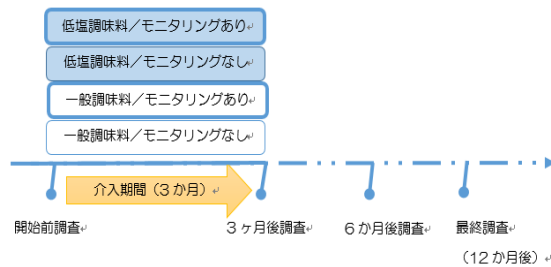 低塩調味料／モニタリングあり
低塩調味料／モニタリングなし
一般調味料／モニタリングあり
一般調味料／モニタリングなし
介入期間（3か月）
開始前調査
3ヶ月後調査
6か月後調査
最終調査
（12か月後）